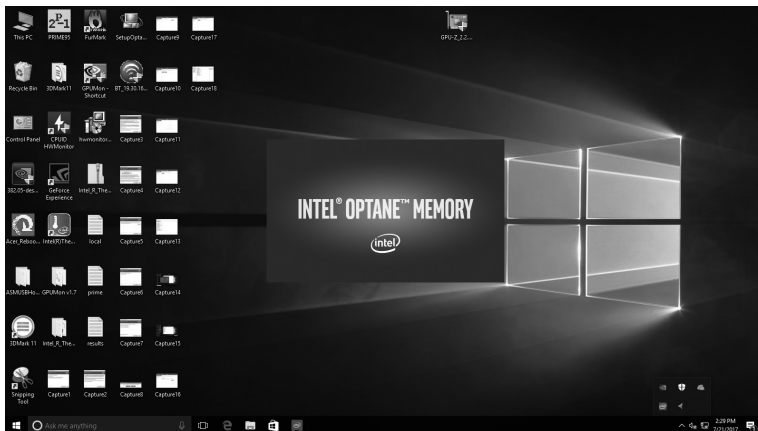 This PC
PRIME95
FurMark
SetupOpta...
Capture9
Capture17
GPU-Z_2.2....
Recycle Bin
3DMark11
GPUMon -
Shortcut
BT_19.30.16...
Capture10
Capture18
Control Panel
CPUID
HWMonitor
hwmonitor...
Capture3
Capture11
382.05-des...
GeForce
Experience
Intel_R_The...
Capture4
Capture12
INTEL® OPTANE™ MEMORY
intel
Acer_Reboo...
Intel(R)The...
local
Capture5
Capture13
ASMUSBHo...
GPUMon v1.7
prime
Capture6
Capture14
3DMark 11
Intel_R_The...
results
Capture7
Capture15
Snipping
Tool
Capture1
Capture2
Capture8
Capture16
Ask me anything
2:29 PM
7/21/2017